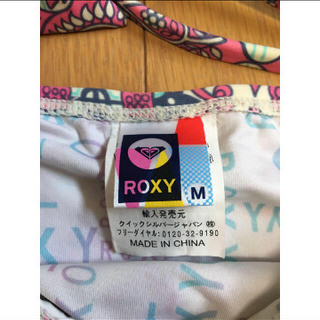 ROXY
M
輸入発売元
クイックシルバージャパン ㈱
フリーダイヤル:0120-32-9190
MADE IN CHINA